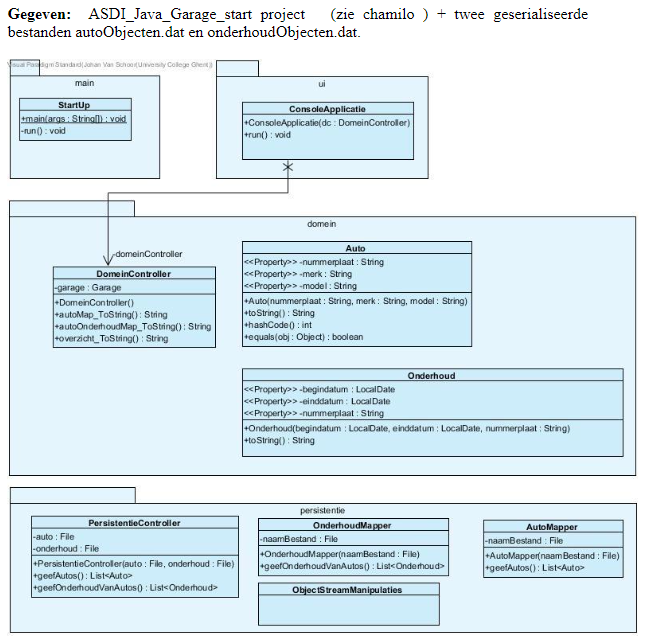 Gegeven: ASDI_Java_Garage_start project (zie chamilo ) + twee geserialiseerde
bestanden autoObjecten.dat en onderhoudObjecten.dat.
Visual Paradigm Standard(Johan Van Schoor(University College Ghent))
main
StartUp
+main(args : String[]) : void
-run() : void
ui
ConsoleApplicatie
+ConsoleApplicatie(dc : DomeinController)
+run() : void
domein
-domeinController
DomeinController
-garage : Garage
+DomeinController()
+autoMap_ToString() : String
+autoOnderhoudMap_ToString() : String
+overzicht_ToString() : String
Auto
<<Property>> -nummerplaat : String
<<Property>> -merk : String
<<Property>> -model : String
+Auto(nummerplaat : String, merk : String, model : String)
+toString() : String
+hashCode() : int
+equals(obj : Object) : boolean
Onderhoud
<<Property>> -begindatum : LocalDate
<<Property>> -einddatum : LocalDate
<<Property>> -nummerplaat : String
+Onderhoud(begindatum : LocalDate, einddatum : LocalDate, nummerplaat : String)
+toString() : String
persistentie
PersistentieController
-auto : File
-onderhoud : File
+PersistentieController(auto : File, onderhoud : File)
+geefAutos() : List<Auto>
+geefOnderhoudVanAutos() : List<Onderhoud>
OnderhoudMapper
-naamBestand : File
+OnderhoudMapper(naamBestand : File)
+geefOnderhoudVanAutos() : List<Onderhoud>
AutoMapper
-naamBestand : File
+AutoMapper(naamBestand : File)
+geefAutos() : List<Auto>
ObjectStreamManipulaties